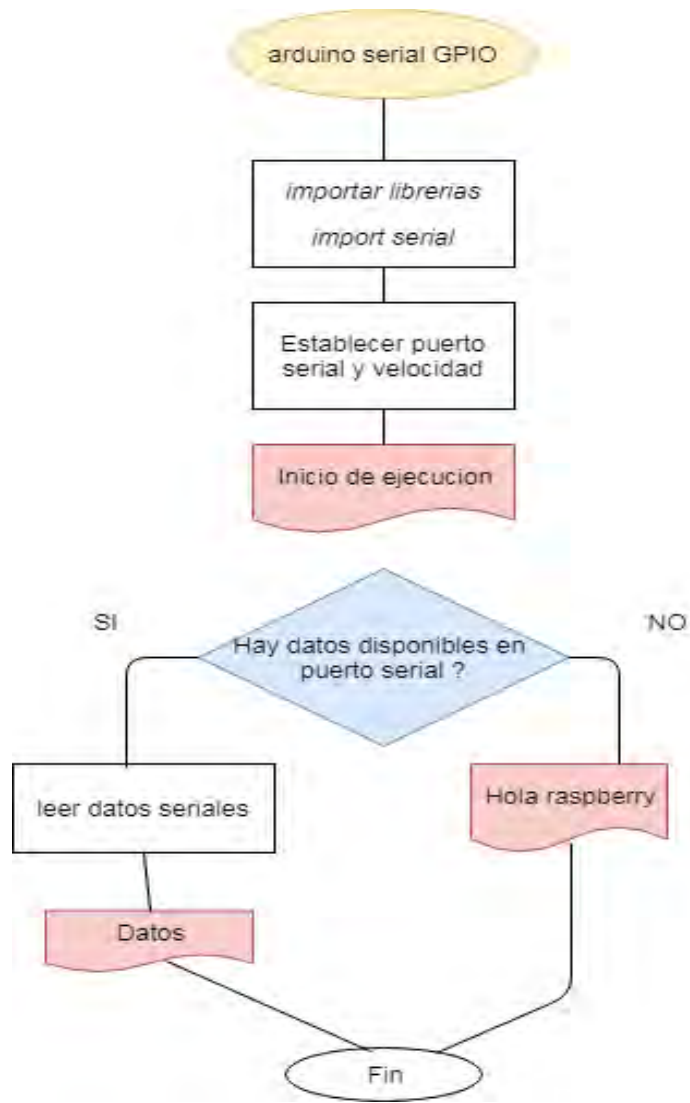 arduino serial GPIO
importar librerias
import serial
Establecer puerto
serial y velocidad
Inicio de ejecucion
SI
NO
Hay datos disponibles en
puerto serial ?
leer datos seriales
Hola raspberry
Datos
Fin